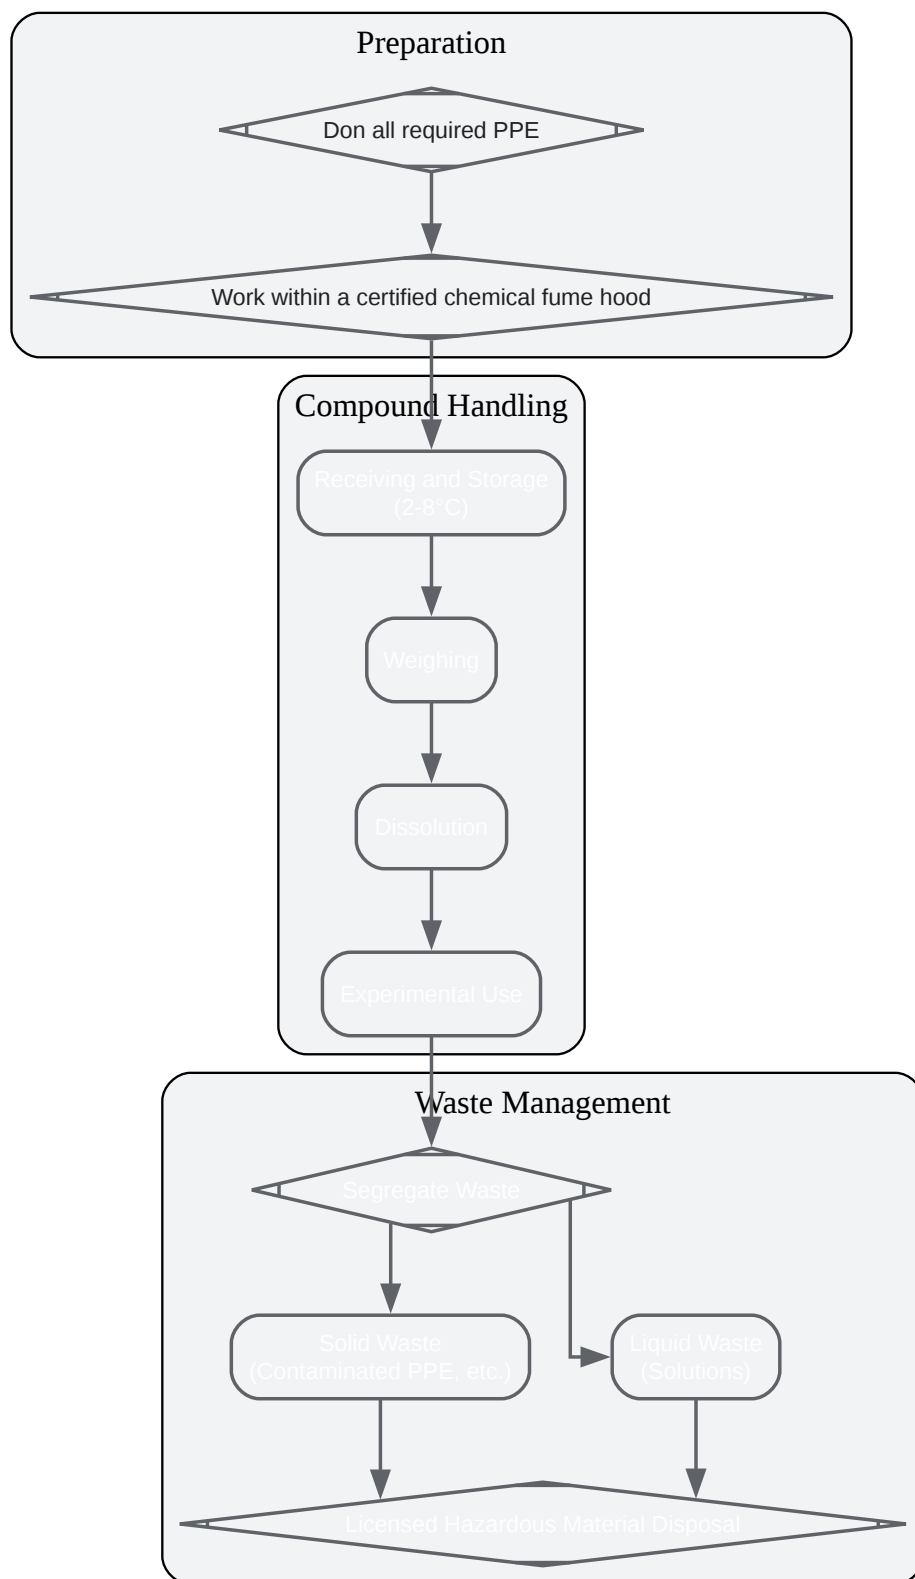 Preparation
Don all required PPE
Work within a certified chemical fume hood
Compound Handling
Receiving and Storage
(2-8°C)
Weighing
Dissolution
Experimental Use
Waste Management
Segregate Waste
Solid Waste
(Contaminated PPE, etc.)
Liquid Waste
(Solutions)
Licensed Hazardous Material Disposal